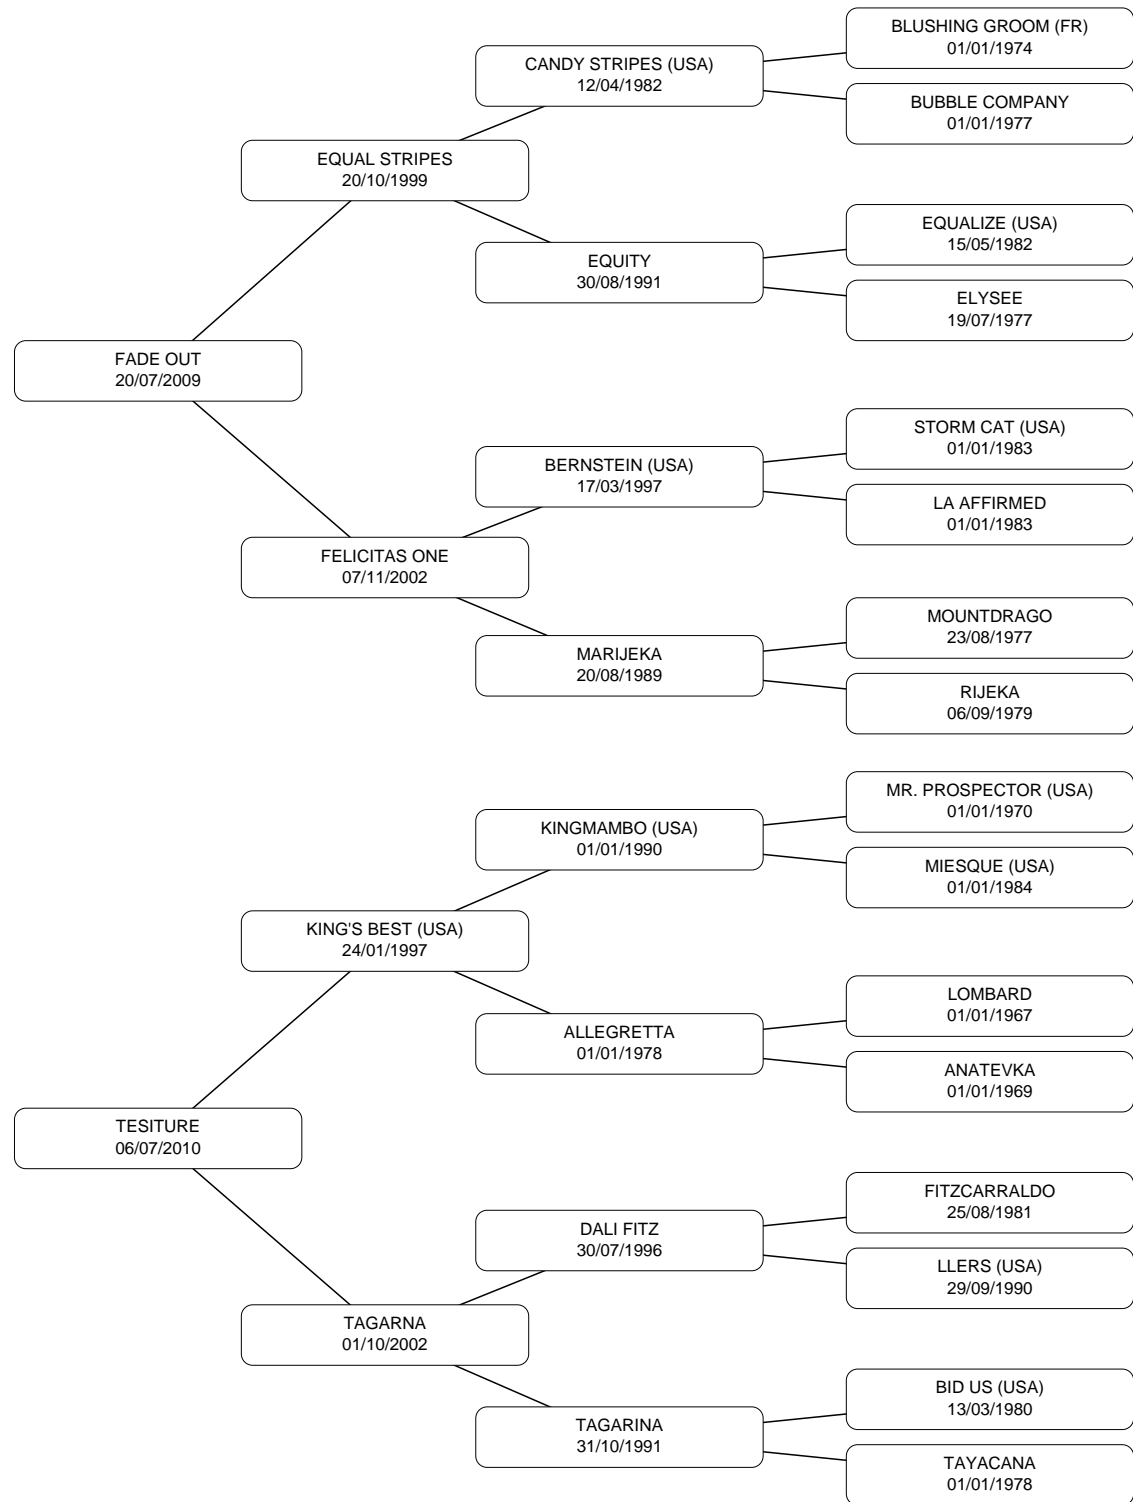 BLUSHING GROOM (FR)
01/01/1974
CANDY STRIPES (USA)
12/04/1982
BUBBLE COMPANY
01/01/1977
EQUAL STRIPES
20/10/1999
EQUALIZE (USA)
15/05/1982
EQUITY
30/08/1991
ELYSEE
19/07/1977
FADE OUT
20/07/2009
STORM CAT (USA)
01/01/1983
BERNSTEIN (USA)
17/03/1997
LA AFFIRMED
01/01/1983
FELICITAS ONE
07/11/2002
MOUNTDRAGO
23/08/1977
MARIJEKA
20/08/1989
RIJEKA
06/09/1979
MR. PROSPECTOR (USA)
01/01/1970
KINGMAMBO (USA)
01/01/1990
MIESQUE (USA)
01/01/1984
KING'S BEST (USA)
24/01/1997
LOMBARD
01/01/1967
ALLEGRETTA
01/01/1978
ANATEVKA
01/01/1969
TESITURE
06/07/2010
FITZCARRALDO
25/08/1981
DALI FITZ
30/07/1996
LLERS (USA)
29/09/1990
TAGARNA
01/10/2002
BID US (USA)
13/03/1980
TAGARINA
31/10/1991
TAYACANA
01/01/1978